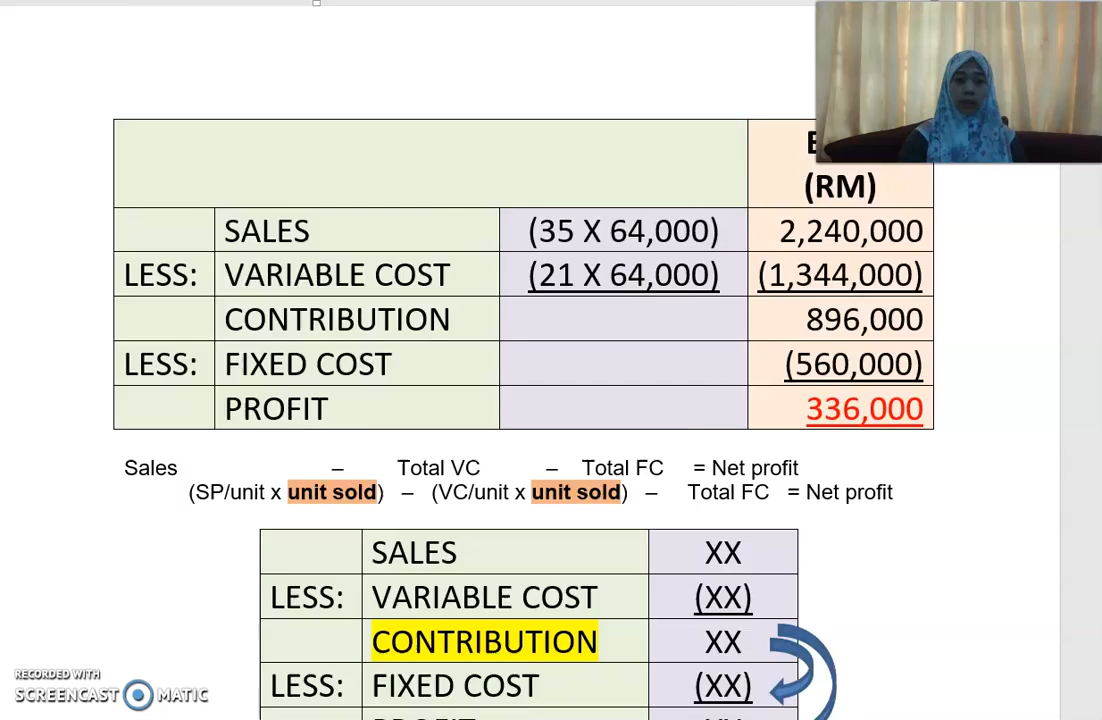 (RM)
SALES (35 X 64,000) 2,240,000
LESS: VARIABLE COST (21 X 64,000) (1,344,000)
CONTRIBUTION 896,000
LESS: FIXED COST (560,000)
PROFIT 336,000
Sales – Total VC – Total FC = Net profit
(SP/unit x unit sold) – (VC/unit x unit sold) – Total FC = Net profit
SALES XX
LESS: VARIABLE COST (XX)
CONTRIBUTION XX
LESS: FIXED COST (XX)
RECORDED WITH
SCREENCAST MATIC